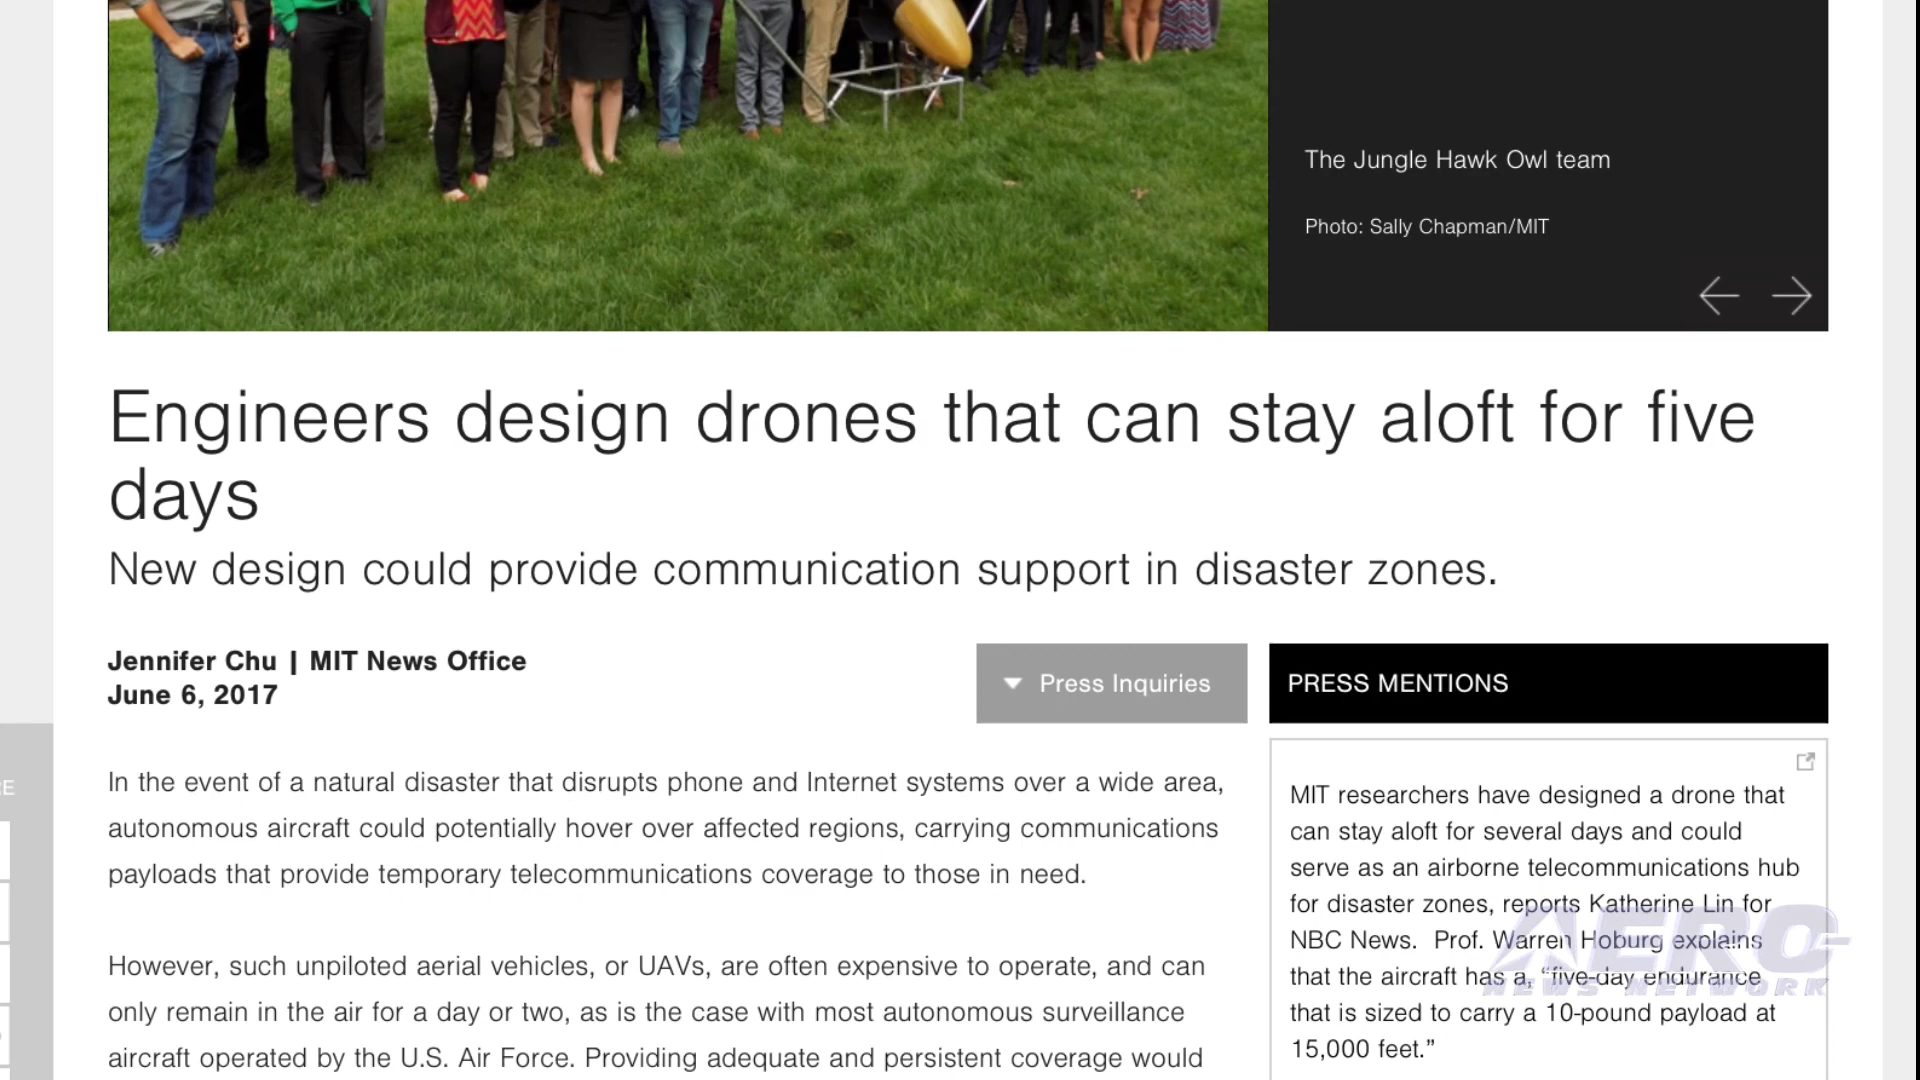 The Jungle Hawk Owl team
Photo: Sally Chapman/MIT
Engineers design drones that can stay aloft for five
days
New design could provide communication support in disaster zones.
Jennifer Chu | MIT News Office
June 6, 2017
Press Inquiries
In the event of a natural disaster that disrupts phone and Internet systems over a wide area,
autonomous aircraft could potentially hover over affected regions, carrying communications
payloads that provide temporary telecommunications coverage to those in need.
However, such unpiloted aerial vehicles, or UAVs, are often expensive to operate, and can
only remain in the air for a day or two, as is the case with most autonomous surveillance
aircraft operated by the U.S. Air Force. Providing adequate and persistent coverage would
PRESS MENTIONS
MIT researchers have designed a drone that
can stay aloft for several days and could
serve as an airborne telecommunications hub
for disaster zones, reports Katherine Lin for
NBC News.  Prof. Warren Hoburg explains
that the aircraft has a, “five-day endurance
that is sized to carry a 10-pound payload at
15,000 feet.”
AERO-
NEWS NETWORK